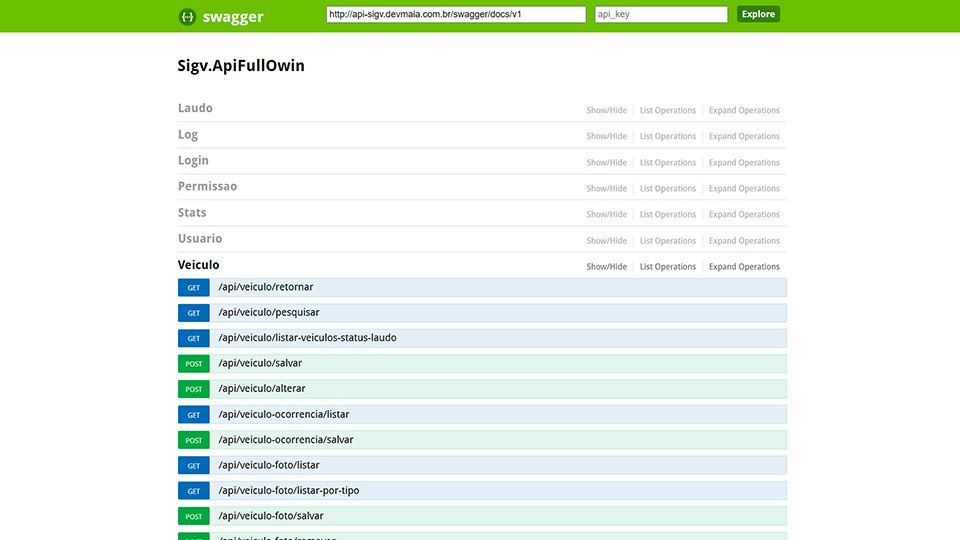 swagger http://api-sigv.devmaia.com.br/swagger/docs/v1 api_key Explore
Sigv.ApiFullOwin
Laudo Show/Hide List Operations Expand Operations
Log Show/Hide List Operations Expand Operations
Login Show/Hide List Operations Expand Operations
Permissao Show/Hide List Operations Expand Operations
Stats Show/Hide List Operations Expand Operations
Usuario Show/Hide List Operations Expand Operations
Veiculo Show/Hide List Operations Expand Operations
GET /api/veiculo/retornar
GET /api/veiculo/pesquisar
GET /api/veiculo/listar-veiculos-status-laudo
POST /api/veiculo/salvar
POST /api/veiculo/alterar
GET /api/veiculo-ocorrencia/listar
POST /api/veiculo-ocorrencia/salvar
GET /api/veiculo-foto/listar
GET /api/veiculo-foto/listar-por-tipo
POST /api/veiculo-foto/salvar